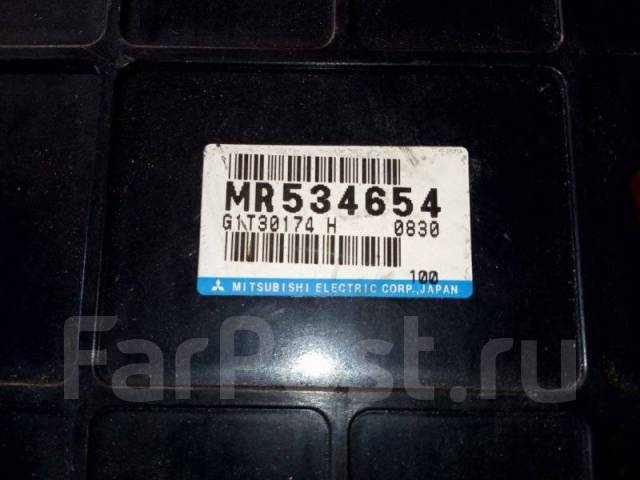 MR534654
G1T30174 H 0830
100
MITSUBISHI ELECTRIC CORP., JAPAN
FarPost.ru